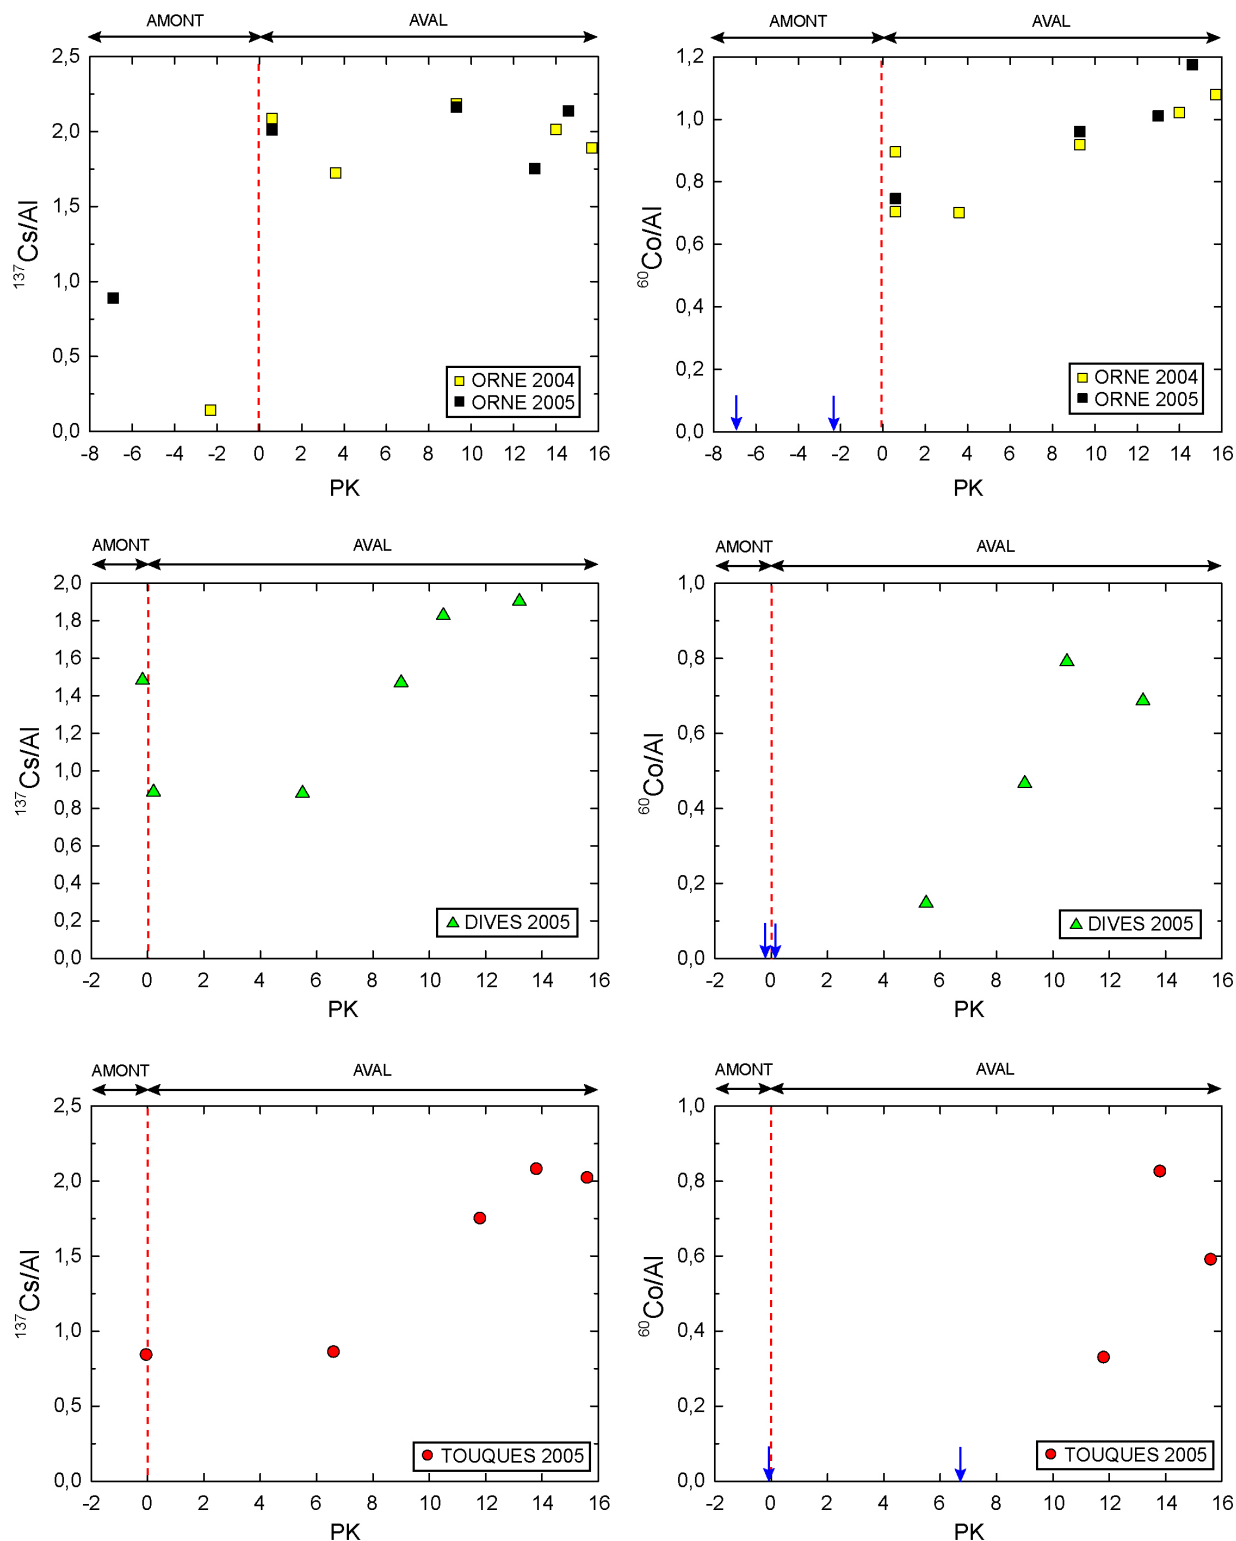 AMONT AVAL
2,5
2,0
1,5
1,0
0,5
0,0
137Cs/Al
ORNE 2004
ORNE 2005
-8 -6 -4 -2 0 2 4 6 8 10 12 14 16
PK
AMONT AVAL
1,2
1,0
0,8
0,6
0,4
0,2
0,0
60Co/Al
ORNE 2004
ORNE 2005
-8 -6 -4 -2 0 2 4 6 8 10 12 14 16
PK
AMONT AVAL
2,0
1,8
1,6
1,4
1,2
1,0
0,8
0,6
0,4
0,2
0,0
137Cs/Al
DIVES 2005
-2 0 2 4 6 8 10 12 14 16
PK
AMONT AVAL
1,0
0,8
0,6
0,4
0,2
0,0
60Co/Al
DIVES 2005
-2 0 2 4 6 8 10 12 14 16
PK
AMONT AVAL
2,5
2,0
1,5
1,0
0,5
0,0
137Cs/Al
TOUQUES 2005
-2 0 2 4 6 8 10 12 14 16
PK
AMONT AVAL
1,0
0,8
0,6
0,4
0,2
0,0
60Co/Al
TOUQUES 2005
-2 0 2 4 6 8 10 12 14 16
PK